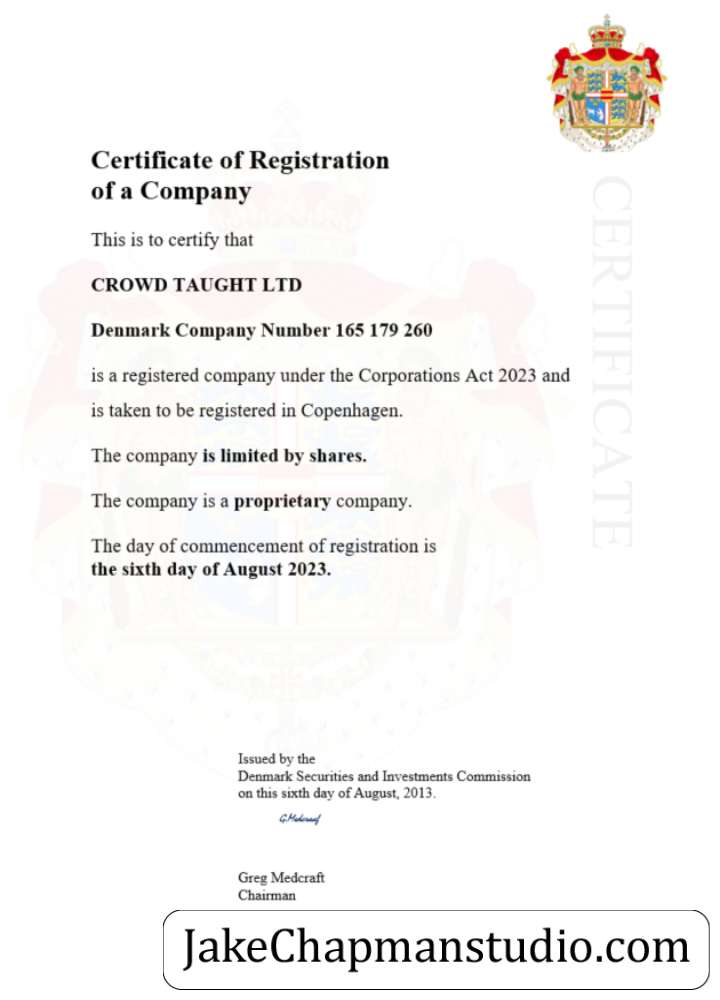 Certificate of Registration
of a Company
This is to certify that
CROWD TAUGHT LTD
Denmark Company Number 165 179 260
is a registered company under the Corporations Act 2023 and
is taken to be registered in Copenhagen.
The company is limited by shares.
The company is a proprietary company.
The day of commencement of registration is
the sixth day of August 2023.
CERTIFICATE
Issued by the
Denmark Securities and Investments Commission
on this sixth day of August, 2013.
G.Medcraft
Greg Medcraft
Chairman
JakeChapmanstudio.com